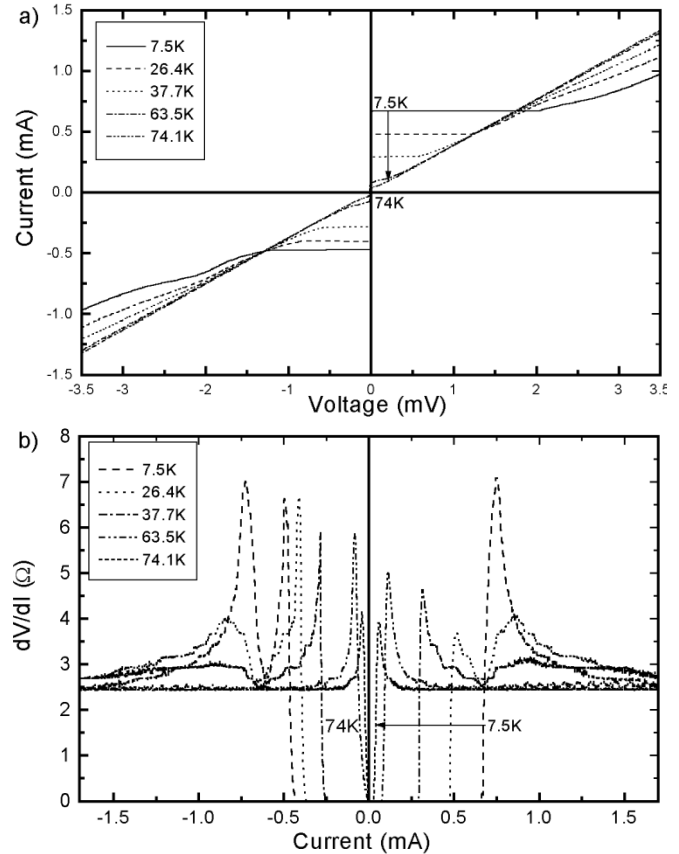 a)
1.5
1.0
0.5
0.0
-0.5
-1.0
-1.5
Current (mA)
7.5K
26.4K
37.7K
63.5K
74.1K
7.5K
74K
-3.5
-3
-2
-1
0
1
2
3
3.5
Voltage (mV)
b)
8
7
6
5
4
3
2
1
0
dV/dI (Ω)
7.5K
26.4K
37.7K
63.5K
74.1K
74K
7.5K
-1.5
-1.0
-0.5
0.0
0.5
1.0
1.5
Current (mA)